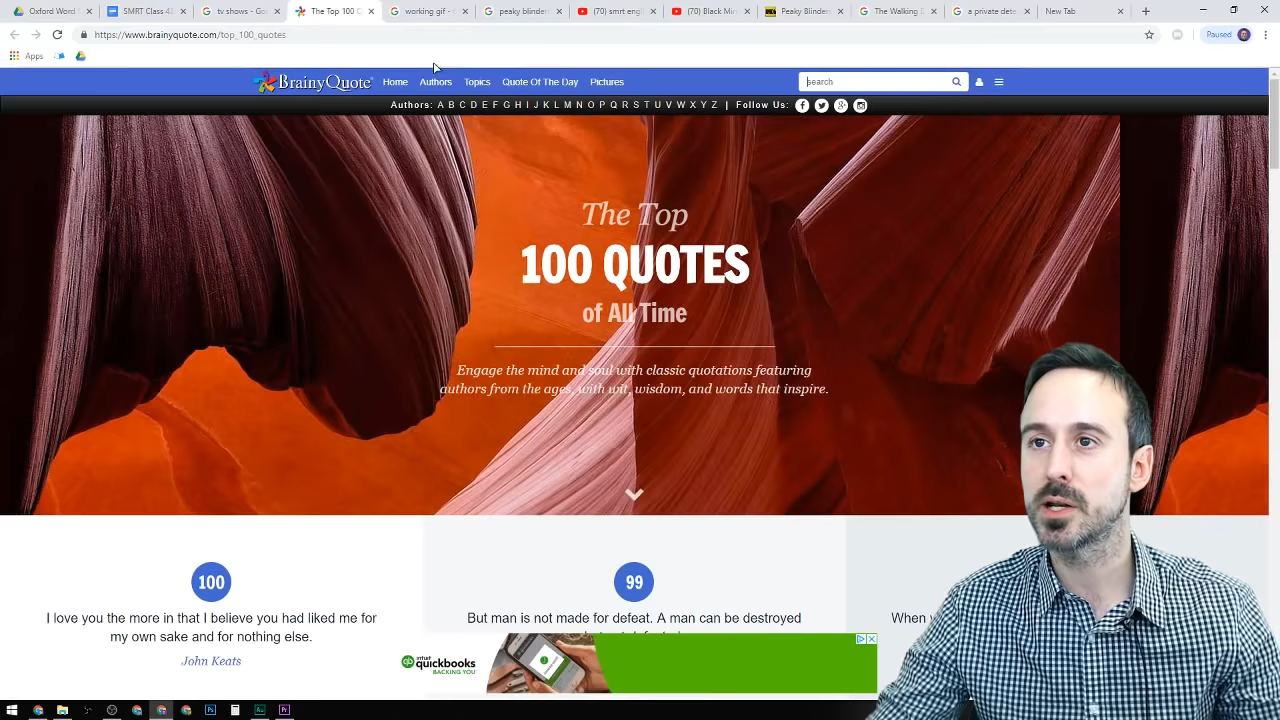 Oxford Word
SMRT Class 4
tv shows - Go
The Top 100 C
working gif -
peaky blinder
(70) smrt eng
(70) Black Mir
Peaky Blinder
The Walking D
a private dete
New Tab
https://www.brainyquote.com/top_100_quotes
Paused
Apps
BrainyQuote
Home
Authors
Topics
Quote Of The Day
Pictures
Search
Authors: A B C D E F G H I J K L M N O P Q R S T U V W X Y Z | Follow Us:
The Top
100 QUOTES
of All Time
Engage the mind and soul with classic quotations featuring
authors from the ages, with wit, wisdom, and words that inspire.
100
I love you the more in that I believe you had liked me for
my own sake and for nothing else.
John Keats
99
But man is not made for defeat. A man can be destroyed
When
intuit
quickbooks
BACKING YOU